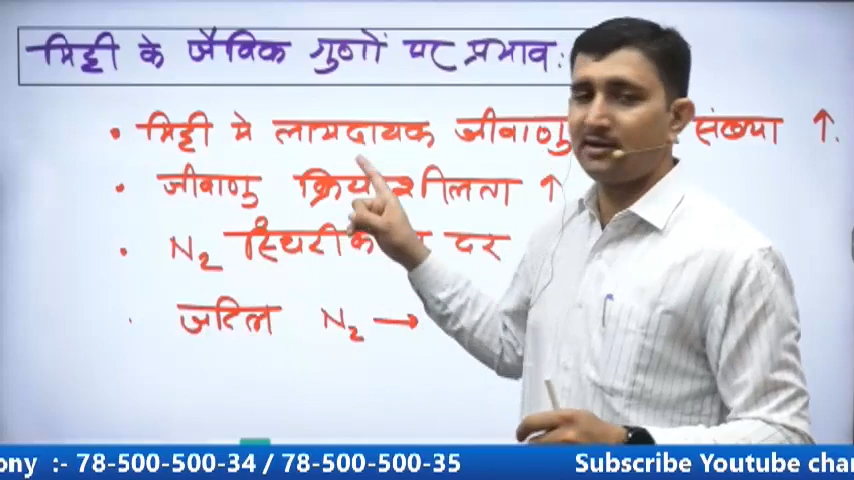 मिट्टी के जैविक गुणों पर प्रभाव :
• मिट्टी मे लाभदायक जीवाणु संख्या ↑.
• जीवाणु क्रियाशीलता ↑
• N₂ स्थिरीक दर
जटिल N₂ →
ony :- 78-500-500-34 / 78-500-500-35 Subscribe Youtube char